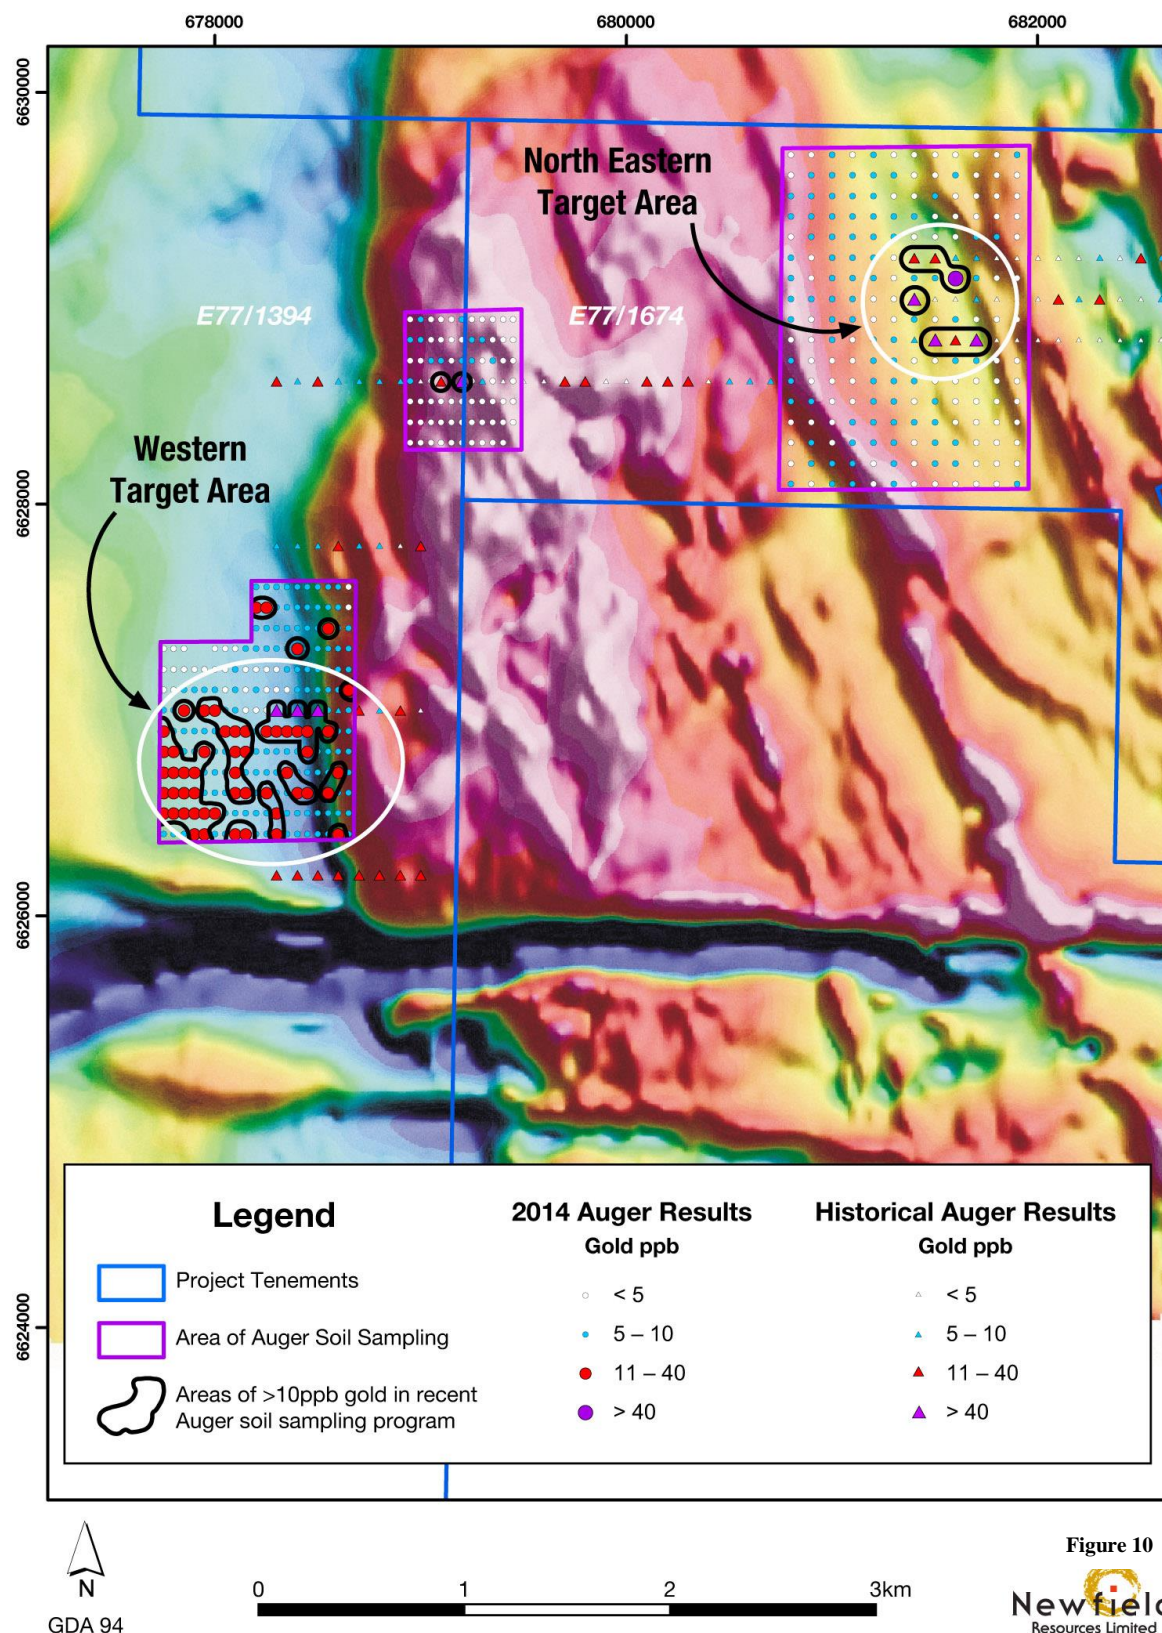 678000
680000
682000
6630000
North Eastern
Target Area
E77/1394
E77/1674
Western
Target Area
6628000
6626000
6624000
Legend
Project Tenements
Area of Auger Soil Sampling
Areas of >10ppb gold in recent
Auger soil sampling program
2014 Auger Results
Gold ppb
< 5
5 – 10
11 – 40
> 40
Historical Auger Results
Gold ppb
< 5
5 – 10
11 – 40
> 40
N
GDA 94
0 1 2 3km
Figure 10
Newfield
Resources Limited